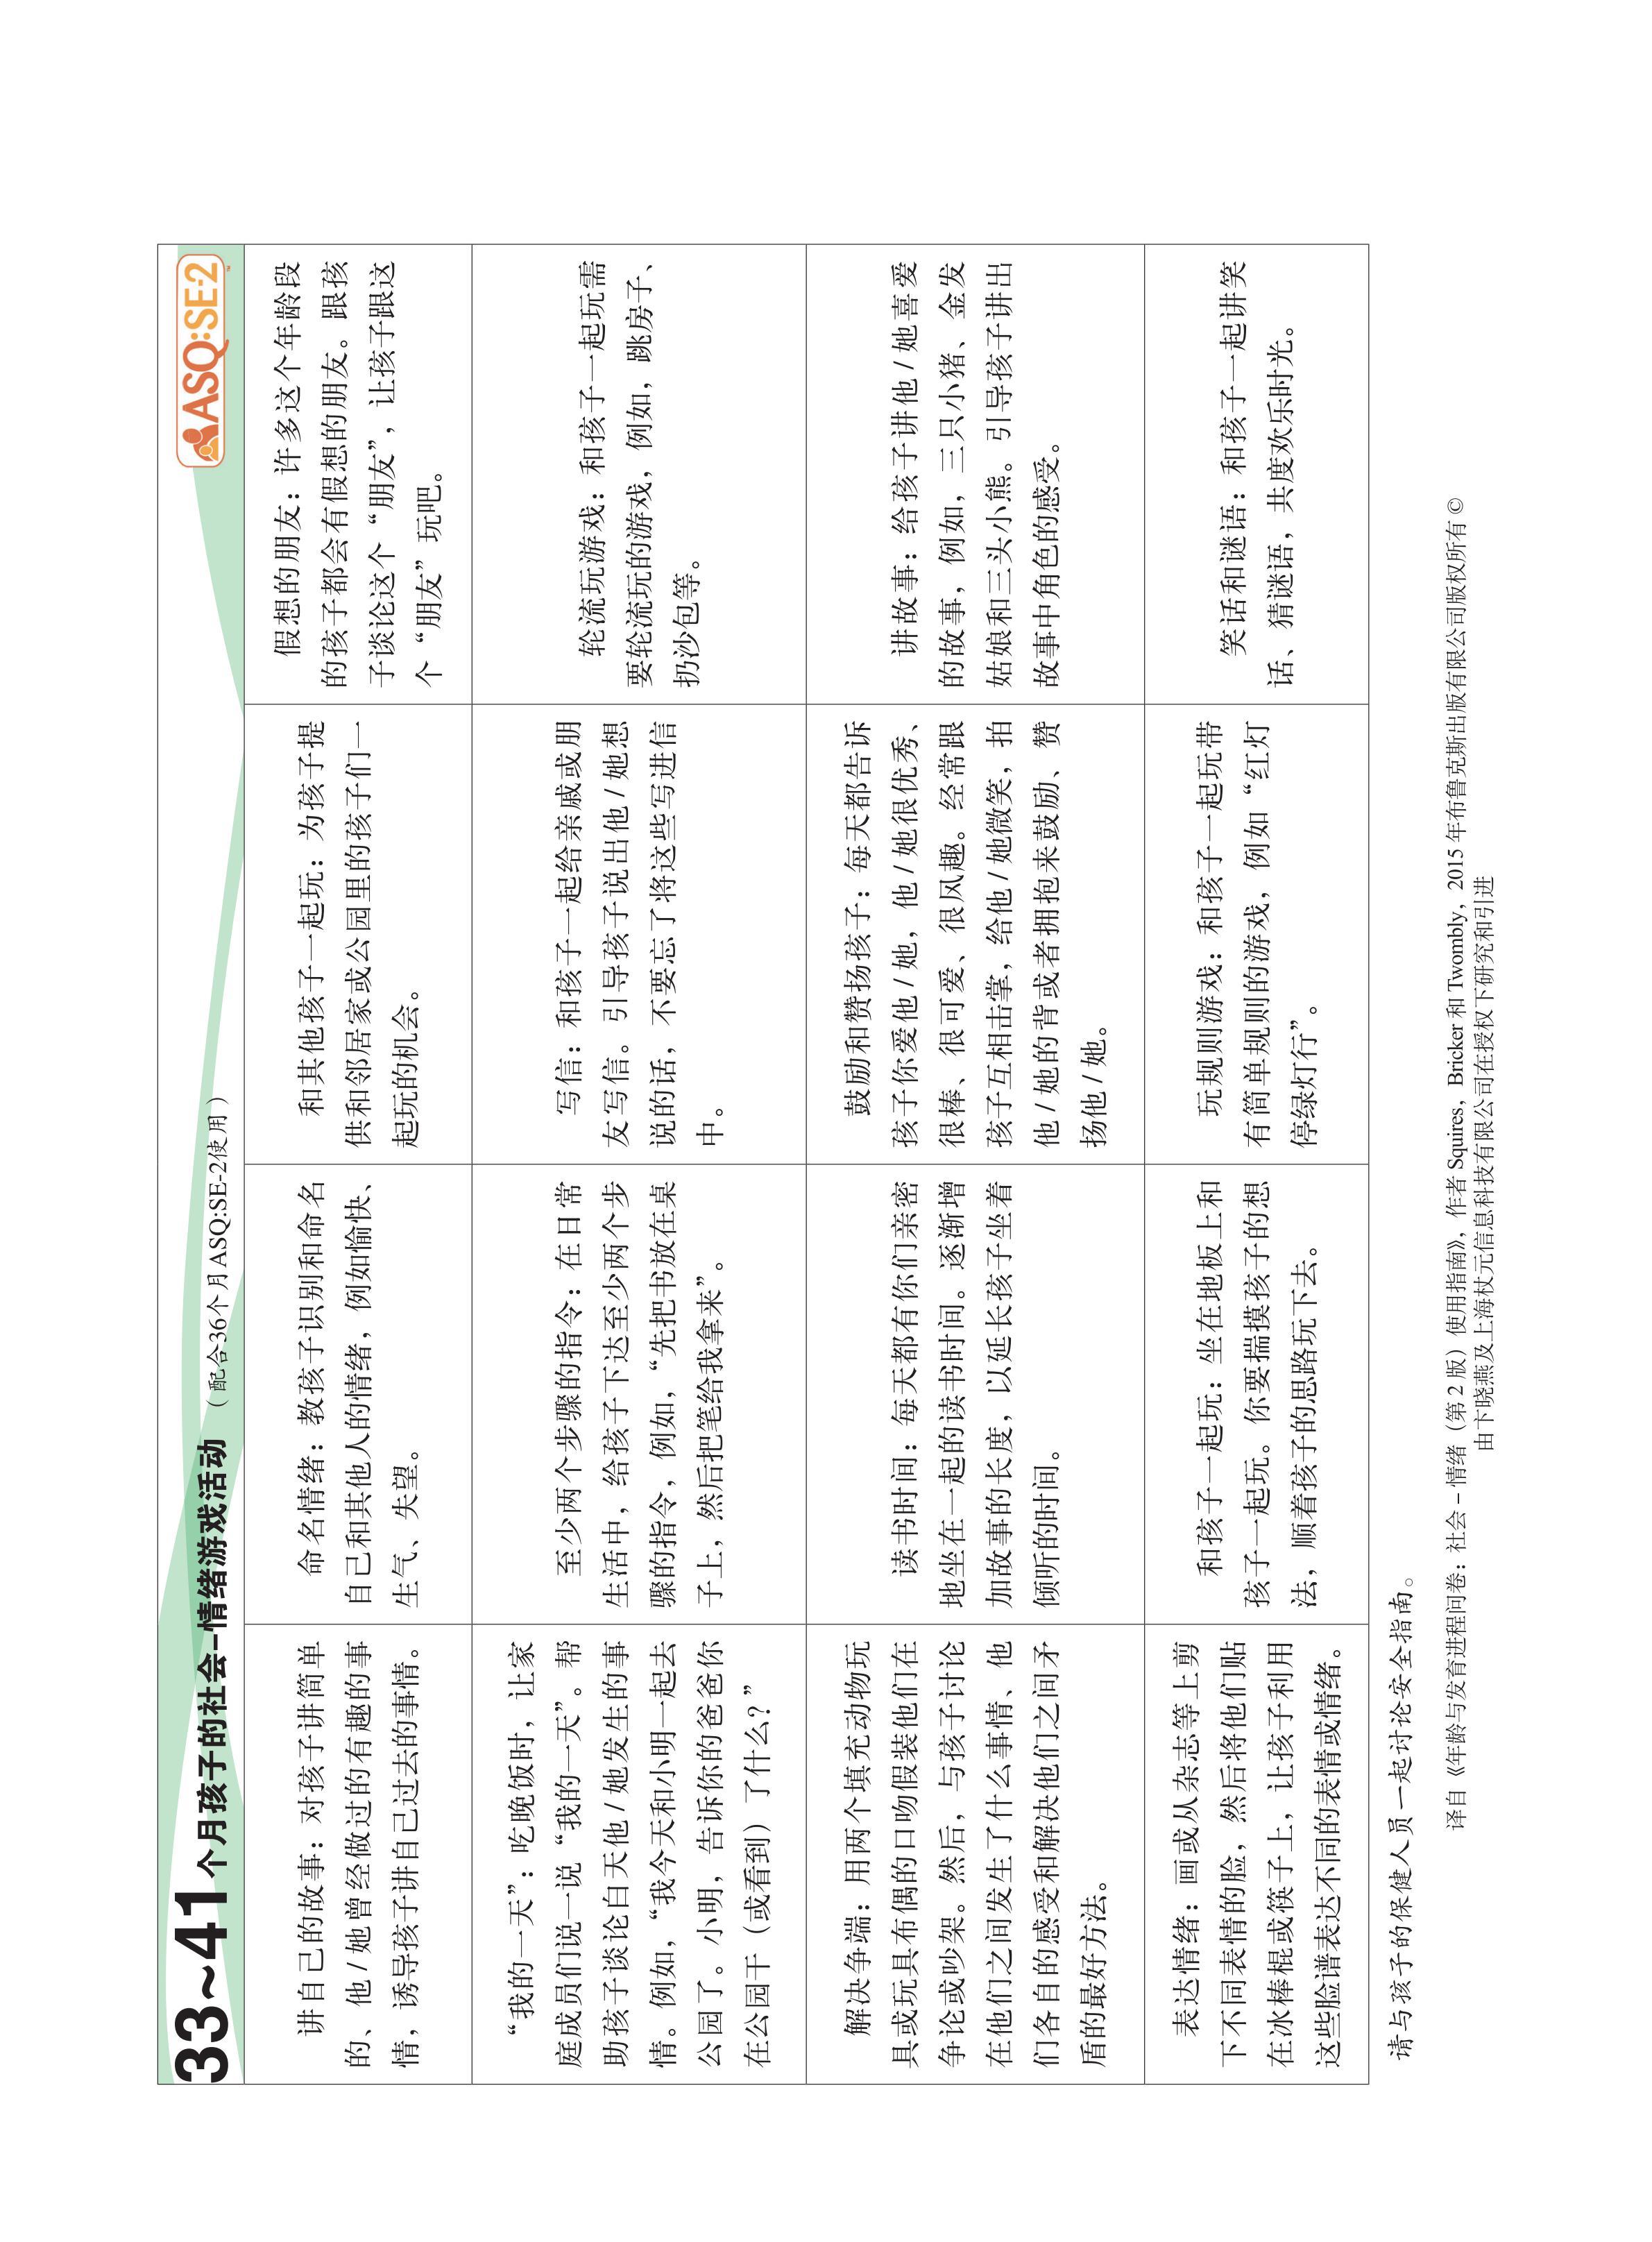 33~41个月孩子的社会–情绪游戏活动 （配合36个月ASQ:SE-2使用）
ASQ:SE-2™
讲自己的故事：对孩子讲简单
的、他/她曾经做过的有趣的事
情，诱导孩子讲自己过去的事情。
命名情绪：教孩子识别和命名
自己和其他人的情绪，例如愉快、
生气、失望。
和其他孩子一起玩：为孩子提
供和邻居家或公园里的孩子们一
起玩的机会。
假想的朋友：许多这个年龄段
的孩子都会有假想的朋友。跟孩
子谈论这个“朋友”，让孩子跟这
个“朋友”玩吧。
“我的一天”：吃晚饭时，让家
庭成员们说一说“我的一天”。帮
助孩子谈论白天他/她发生的事
情。例如，“我今天和小明一起去
公园了。小明，告诉你的爸爸你
在公园干（或看到）了什么？”
至少两个步骤的指令：在日常
生活中，给孩子下达至少两个步
骤的指令，例如，“先把书放在桌
子上，然后把笔给我拿来”。
写信：和孩子一起给亲戚或朋
友写信。引导孩子说出他/她想
说的话，不要忘了将这些写进信
中。
轮流玩游戏：和孩子一起玩需
要轮流玩的游戏，例如，跳房子、
扔沙包等。
解决争端：用两个填充动物玩
具或玩具布偶的口吻假装他们在
争论或吵架。然后，与孩子讨论
在他们之间发生了什么事情、他
们各自的感受和解决他们之间矛
盾的最好方法。
读书时间：每天都有你们亲密
地坐在一起的读书时间。逐渐增
加故事的长度，以延长孩子坐着
倾听的时间。
鼓励和赞扬孩子：每天都告诉
孩子你爱他/她，他/她很优秀、
很棒、很可爱、很风趣。经常跟
孩子互相击掌，给他/她微笑，拍
他/她的背或者拥抱来鼓励、赞
扬他/她。
讲故事：给孩子讲他/她喜爱
的故事，例如，三只小猪、金发
姑娘和三头小熊。引导孩子讲出
故事中角色的感受。
表达情绪：画或从杂志等上剪
下不同表情的脸，然后将他们贴
在冰棒棍或筷子上，让孩子利用
这些脸谱表达不同的表情或情绪。
和孩子一起玩：坐在地板上和
孩子一起玩。你要揣摸孩子的想
法，顺着孩子的思路玩下去。
玩规则游戏：和孩子一起玩带
有简单规则的游戏，例如“红灯
停绿灯行”。
笑话和谜语：和孩子一起讲笑
话、猜谜语，共度欢乐时光。
请与孩子的保健人员一起讨论安全指南。
译自《年龄与发育进程问卷：社会–情绪（第 2 版）使用指南》，作者 Squires，Bricker 和 Twombly，2015 年布鲁克斯出版有限公司版权所有 ©
由卞晓燕及上海杖元信息科技有限公司在授权下研究和引进